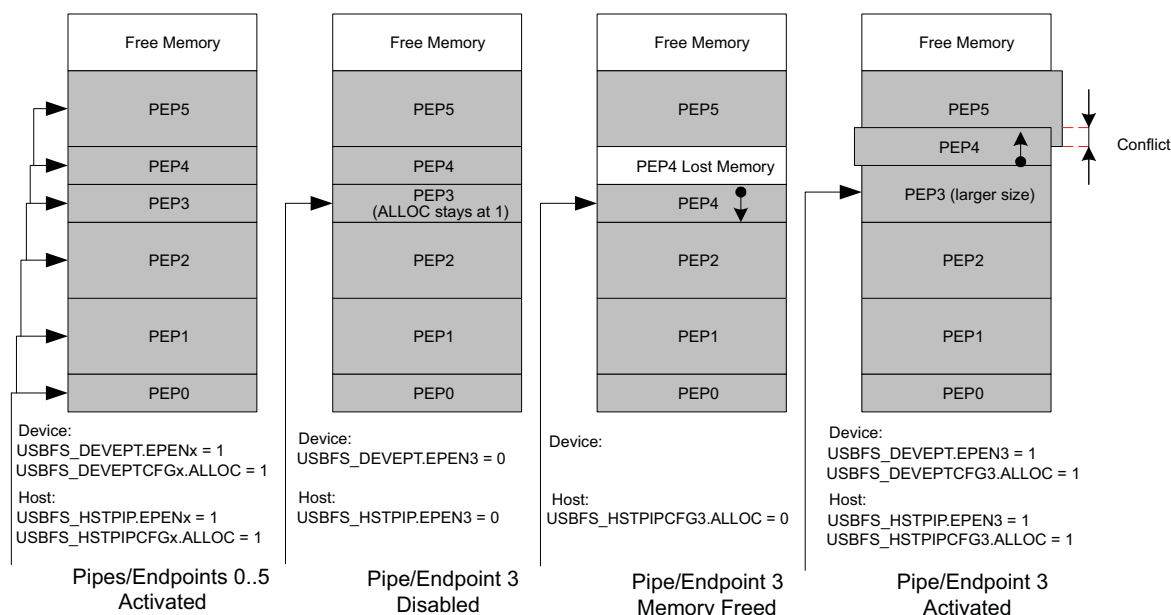 Free Memory
PEP5
PEP4
PEP3
PEP2
PEP1
PEP0
Device:
USBFS_DEVEPT.EPENx = 1
USBFS_DEVEPTCFGx.ALLOC = 1
Host:
USBFS_HSTPIP.EPENx = 1
USBFS_HSTPIPCFGx.ALLOC = 1
Pipes/Endpoints 0..5
Activated
Free Memory
PEP5
PEP4
PEP3
(ALLOC stays at 1)
PEP2
PEP1
PEP0
Device:
USBFS_DEVEPT.EPEN3 = 0
Host:
USBFS_HSTPIP.EPEN3 = 0
Pipe/Endpoint 3
Disabled
Free Memory
PEP5
PEP4 Lost Memory
PEP4
PEP2
PEP1
PEP0
Device:
Host:
USBFS_HSTPIPCFG3.ALLOC = 0
Pipe/Endpoint 3
Memory Freed
Free Memory
PEP5
PEP4
Conflict
PEP3 (larger size)
PEP2
PEP1
PEP0
Device:
USBFS_DEVEPT.EPEN3 = 1
USBFS_DEVEPTCFG3.ALLOC = 1
Host:
USBFS_HSTPIP.EPEN3 = 1
USBFS_HSTPIPCFG3.ALLOC = 1
Pipe/Endpoint 3
Activated